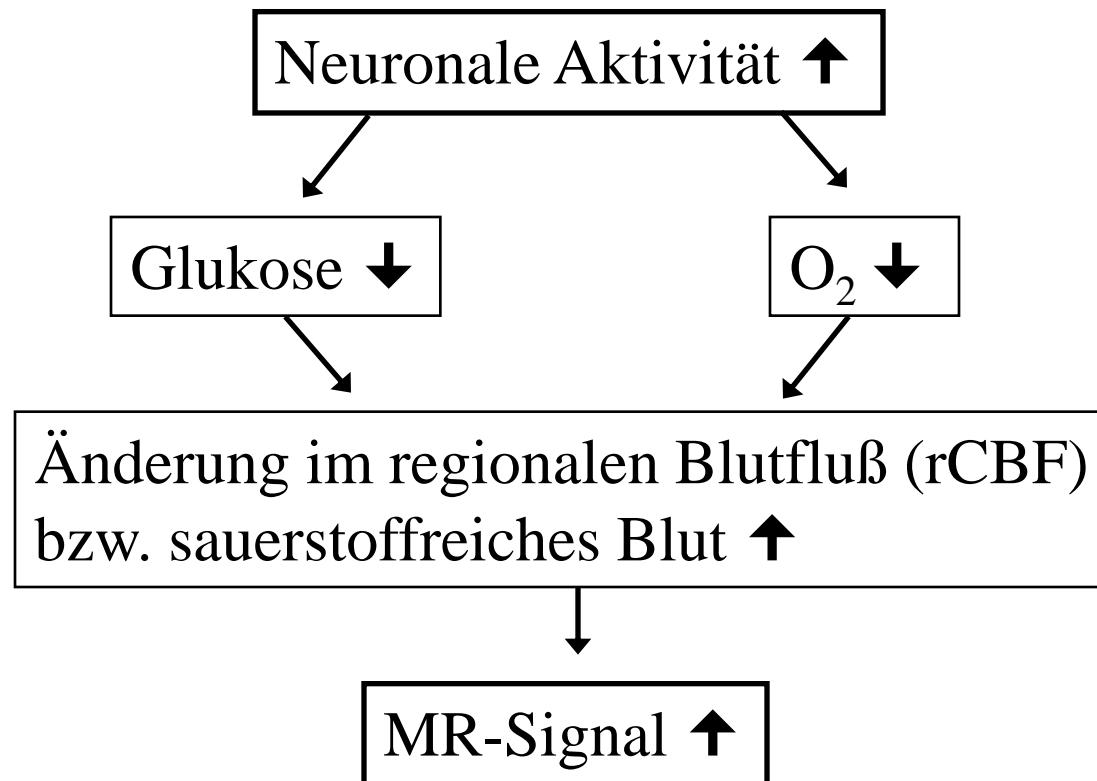 Neuronale Aktivität ↑
Glukose ↓
O₂ ↓
Änderung im regionalen Blutfluß (rCBF)
bzw. sauerstoffreiches Blut ↑
MR-Signal ↑